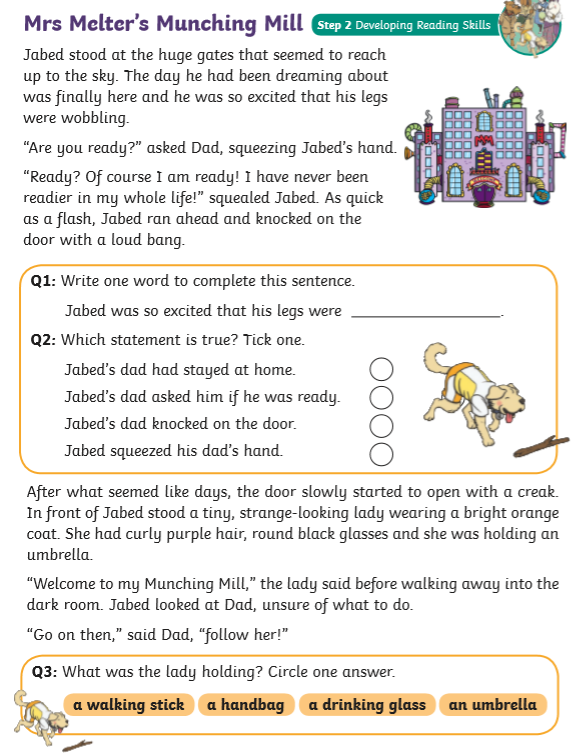 Mrs Melter's Munching Mill
Step 2 Developing Reading Skills
Jabed stood at the huge gates that seemed to reach
up to the sky. The day he had been dreaming about
was finally here and he was so excited that his legs
were wobbling.
"Are you ready?" asked Dad, squeezing Jabed's hand.
"Ready? Of course I am ready! I have never been
readier in my whole life!" squealed Jabed. As quick
as a flash, Jabed ran ahead and knocked on the
door with a loud bang.
Q1: Write one word to complete this sentence.
Jabed was so excited that his legs were ____________________.
Q2: Which statement is true? Tick one.
Jabed's dad had stayed at home.
Jabed's dad asked him if he was ready.
Jabed's dad knocked on the door.
Jabed squeezed his dad's hand.
After what seemed like days, the door slowly started to open with a creak.
In front of Jabed stood a tiny, strange-looking lady wearing a bright orange
coat. She had curly purple hair, round black glasses and she was holding an
umbrella.
"Welcome to my Munching Mill," the lady said before walking away into the
dark room. Jabed looked at Dad, unsure of what to do.
"Go on then," said Dad, "follow her!"
Q3: What was the lady holding? Circle one answer.
a walking stick a handbag a drinking glass an umbrella